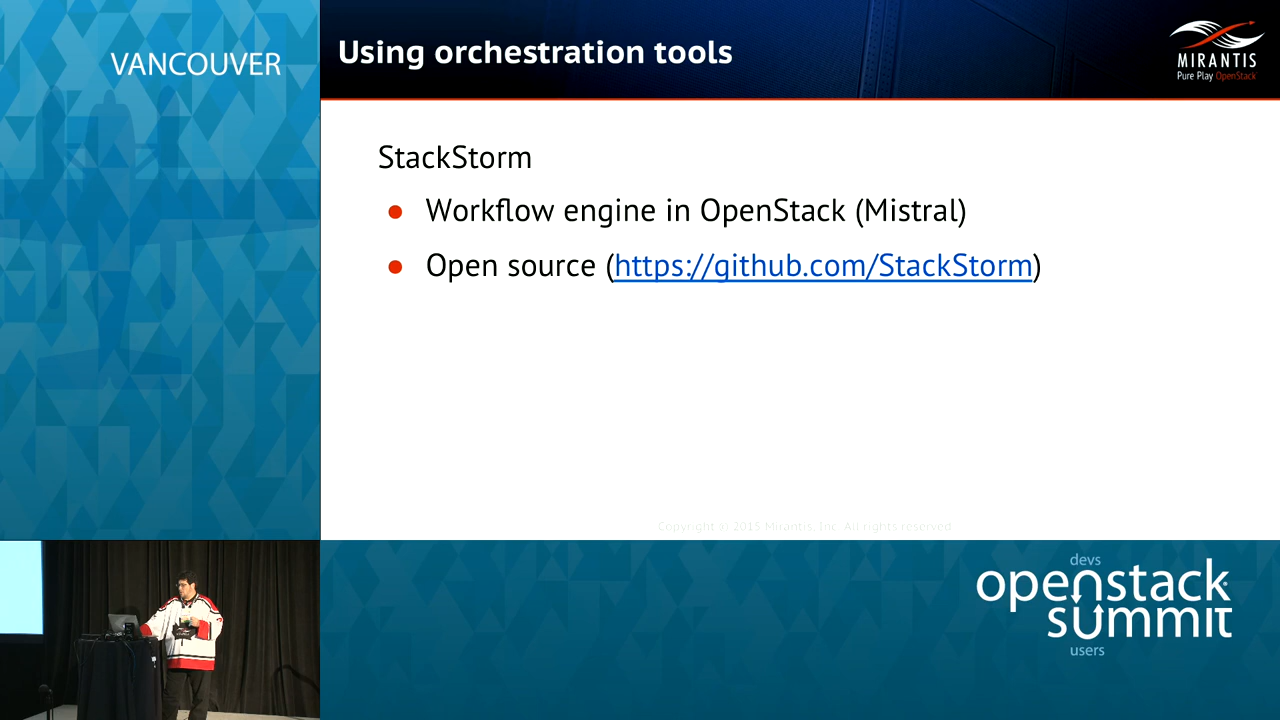 VANCOUVER
Using orchestration tools
MIRANTIS
Pure Play OpenStack
StackStorm
● Workflow engine in OpenStack (Mistral)
● Open source (https://github.com/StackStorm)
Copyright © 2015 Mirantis, Inc. All rights reserved
devs
openstack
summit
users